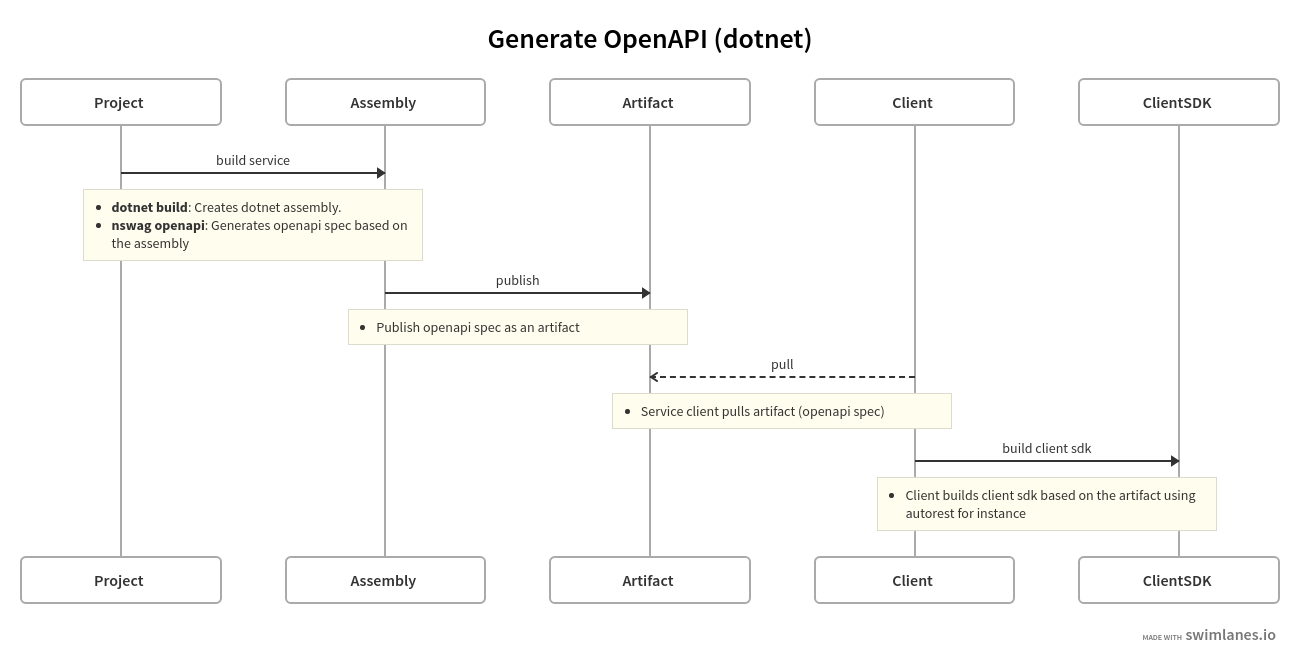 Generate OpenAPI (dotnet)
Project
Assembly
Artifact
Client
ClientSDK
build service
dotnet build: Creates dotnet assembly.
nswag openapi: Generates openapi spec based on
the assembly
publish
Publish openapi spec as an artifact
pull
Service client pulls artifact (openapi spec)
build client sdk
Client builds client sdk based on the artifact using
autorest for instance
Project
Assembly
Artifact
Client
ClientSDK
MADE WITH swimlanes.io